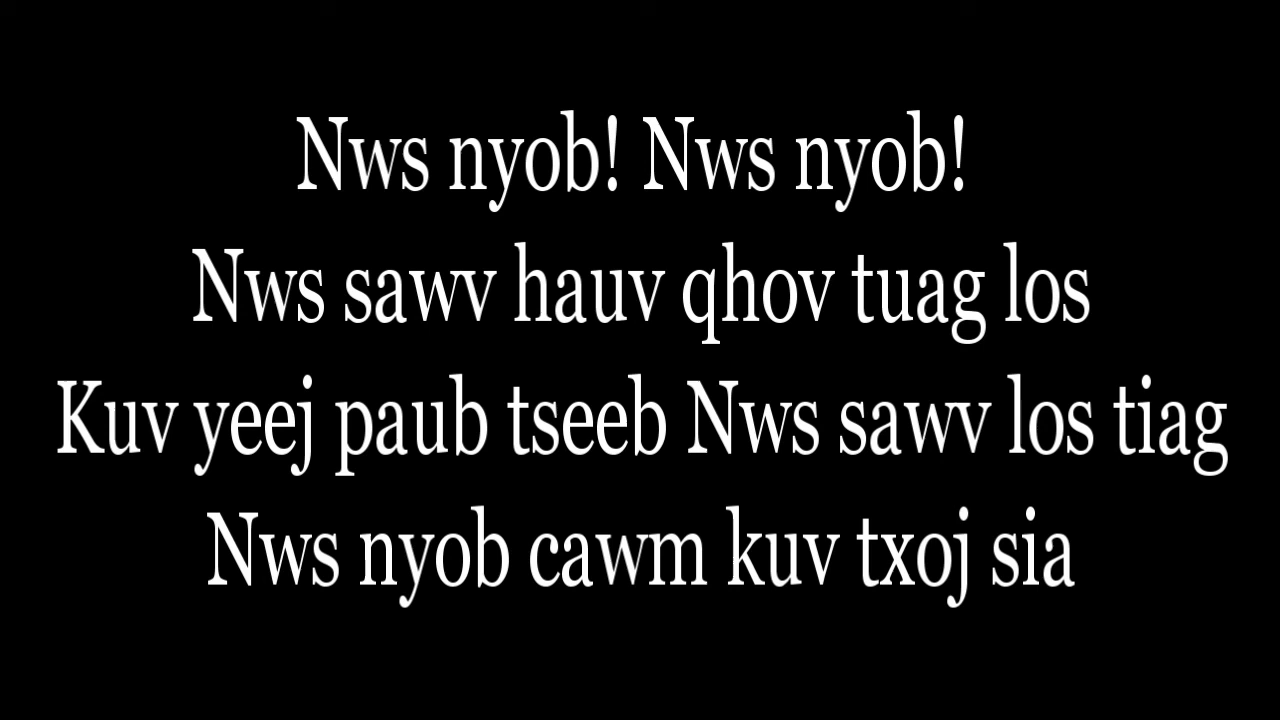 Nws nyob! Nws nyob!
Nws sawv hauv qhov tuag los
Kuv yeej paub tseeb Nws sawv los tiag
Nws nyob cawm kuv txoj sia